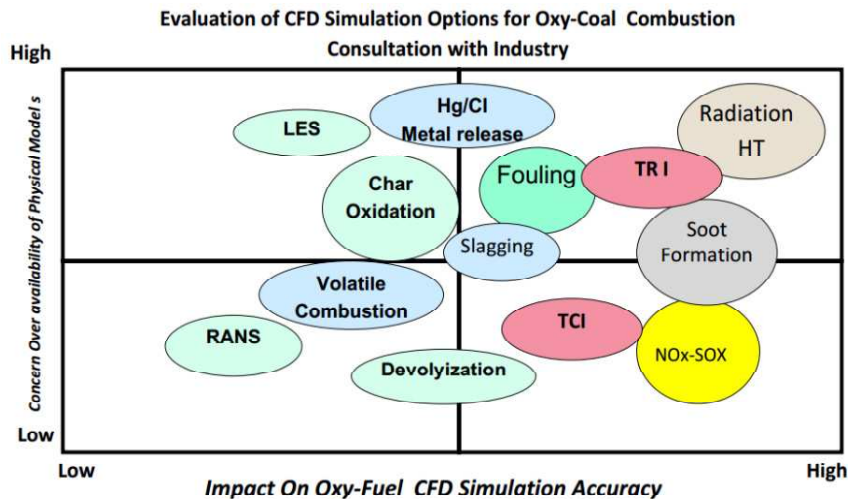 Evaluation of CFD Simulation Options for Oxy-Coal Combustion
Consultation with Industry
High
Concern Over availability of Physical Model s
LES
Hg/Cl
Metal release
Radiation
HT
Char
Oxidation
Fouling
TR I
Slagging
Soot
Formation
Volatile
Combustion
RANS
TCI
NOx-SOX
Devolyization
Low
Low
High
Impact On Oxy-Fuel CFD Simulation Accuracy